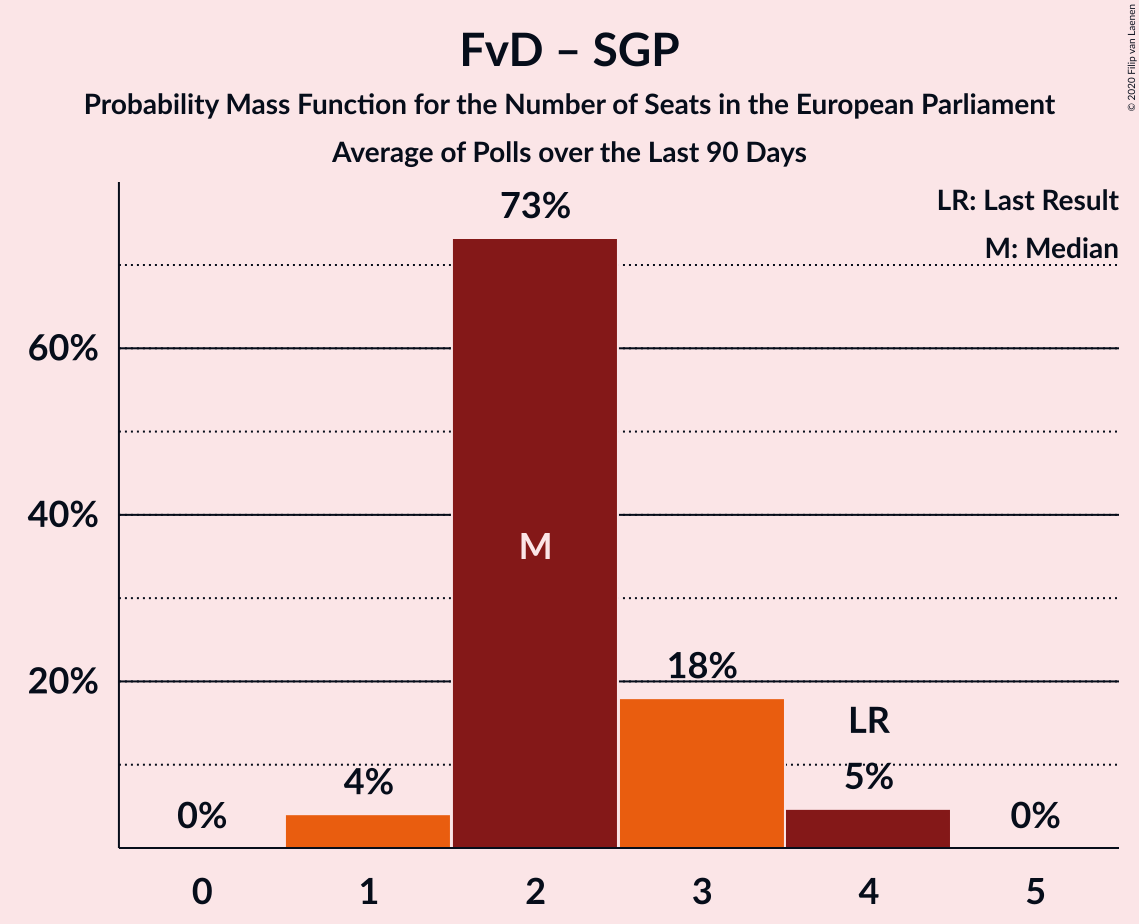 FvD – SGP
Probability Mass Function for the Number of Seats in the European Parliament
Average of Polls over the Last 90 Days
© 2020 Filip van Laenen
LR: Last Result
M: Median
60%
40%
20%
0%
4%
73%
M
18%
LR
5%
0%
0 1 2 3 4 5